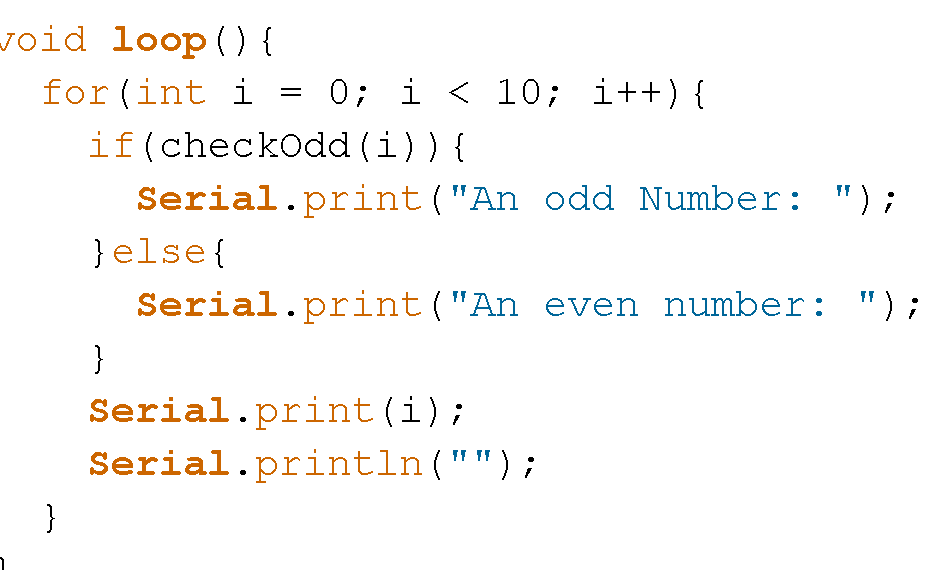 void loop(){
for(int i = 0; i < 10; i++){
if(checkOdd(i)){
Serial.print("An odd Number: ");
}else{
Serial.print("An even number: ");
}
Serial.print(i);
Serial.println("");
}
}